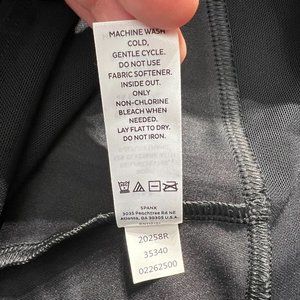 MACHINE WASH
COLD,
GENTLE CYCLE.
DO NOT USE
FABRIC SOFTENER.
INSIDE OUT.
ONLY
NON-CHLORINE
BLEACH WHEN
NEEDED.
LAY FLAT TO DRY.
DO NOT IRON.
SPANX
3035 Peachtree Rd NE
Atlanta, GA 30305 U.S.A.
20258R
35340
02262500